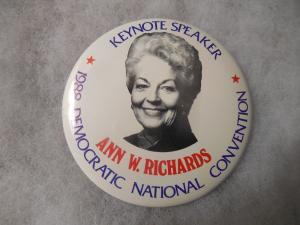 KEYNOTE SPEAKER
ANN W. RICHARDS
1988 DEMOCRATIC NATIONAL CONVENTION